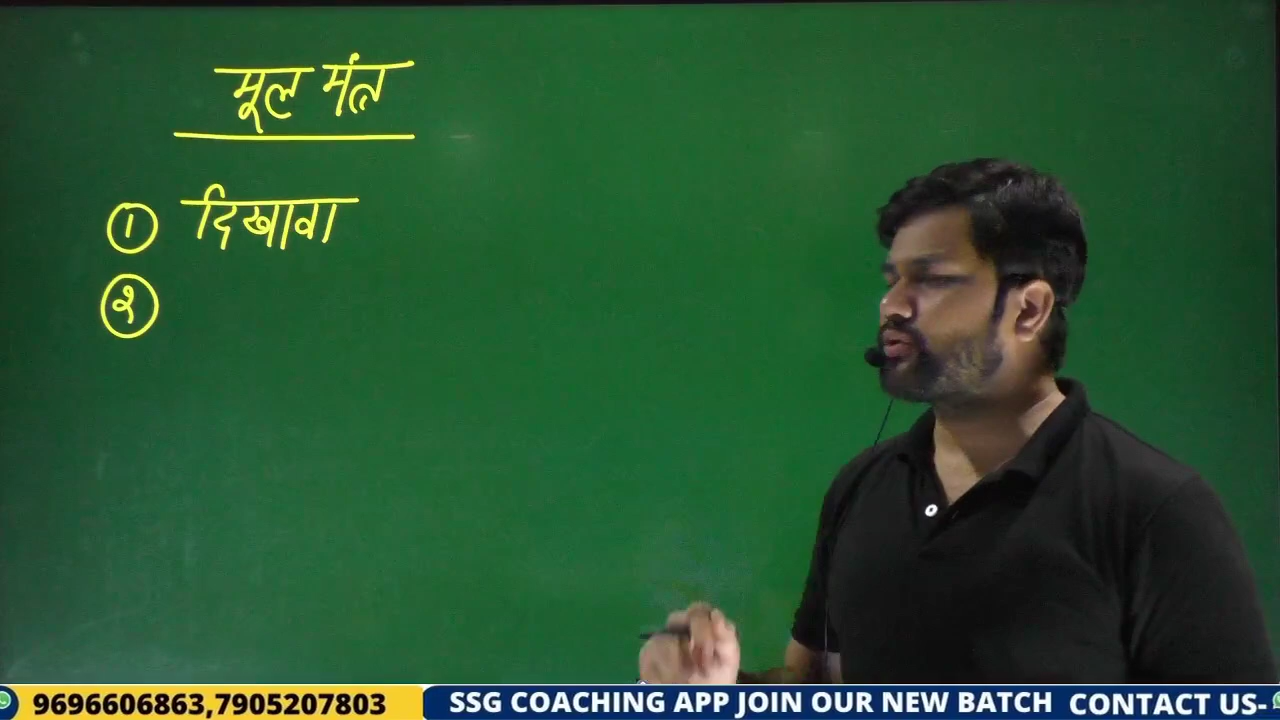 मूल मंत्र
① दिखावा
②
9696606863,7905207803 SSG COACHING APP JOIN OUR NEW BATCH CONTACT US-